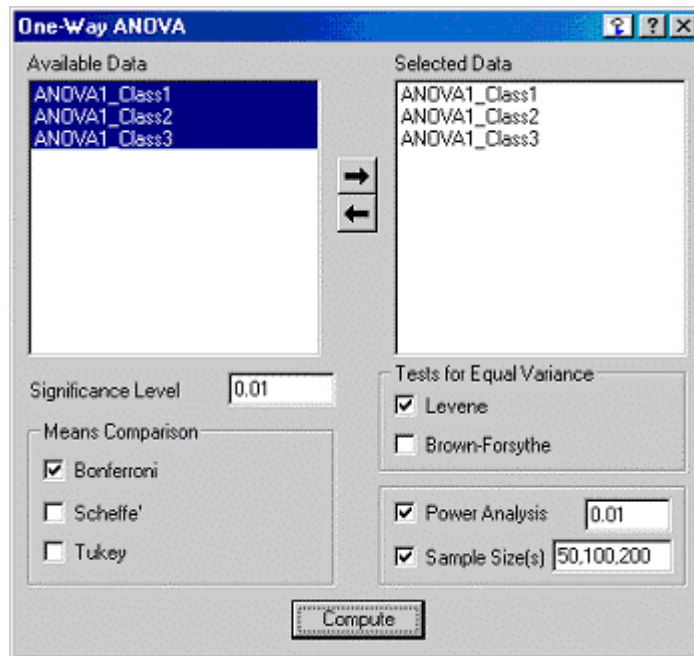 One-Way ANOVA
?
Available Data
ANOVA1_Class1
ANOVA1_Class2
ANOVA1_Class3
Selected Data
ANOVA1_Class1
ANOVA1_Class2
ANOVA1_Class3
Significance Level 0.01
Means Comparison
Bonferroni
Scheffe'
Tukey
Tests for Equal Variance
Levene
Brown-Forsythe
Power Analysis 0.01
Sample Size(s) 50,100,200
Compute